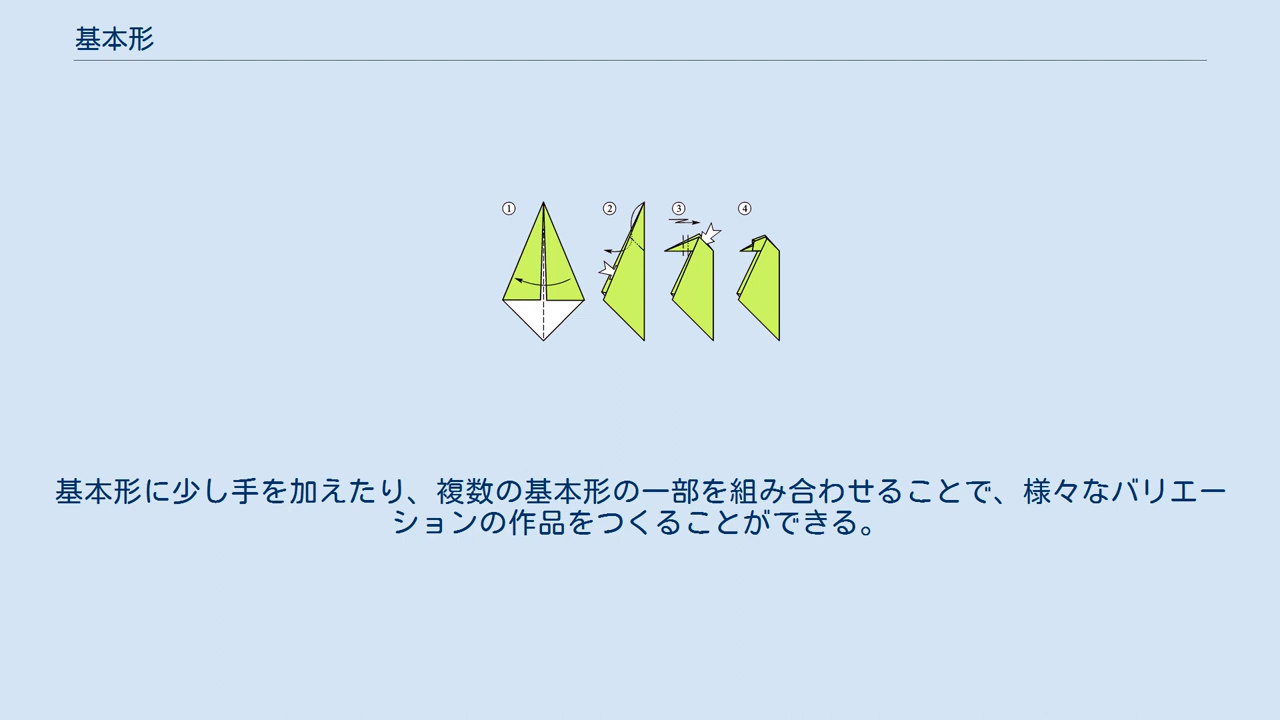 基本形
① ② ③ ④
基本形に少し手を加えたり、複数の基本形の一部を組み合わせることで、様々なバリエー
ションの作品をつくることができる。